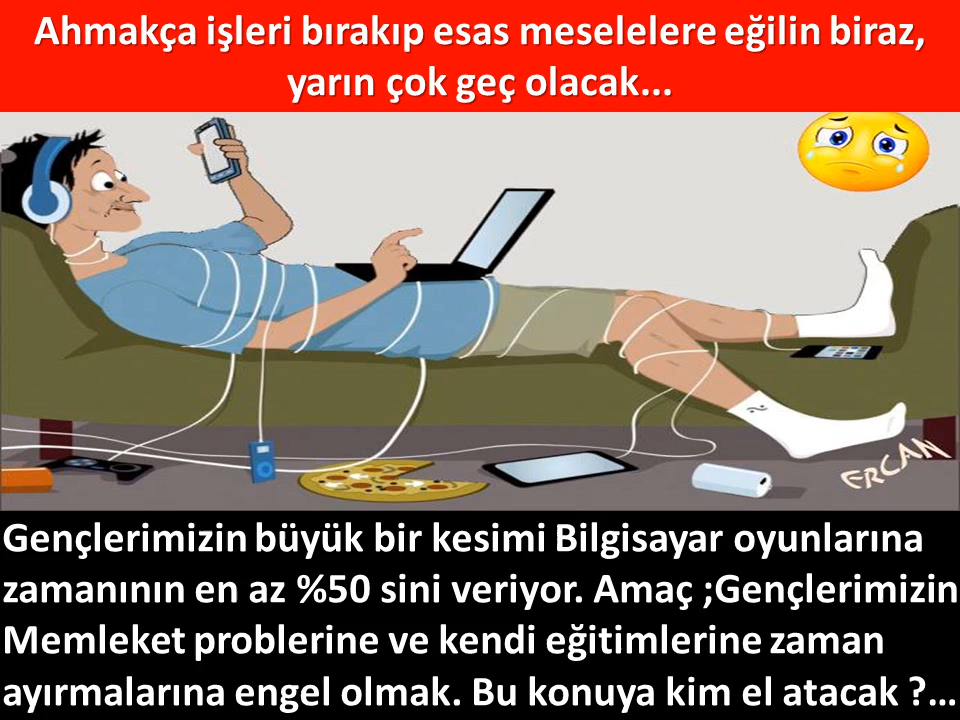 Ahmakça işleri bırakıp esas meselelere eğilin biraz,
yarın çok geç olacak...
ERCAN
Gençlerimizin büyük bir kesimi Bilgisayar oyunlarına
zamanının en az %50 sini veriyor. Amaç ;Gençlerimizin
Memleket problerine ve kendi eğitimlerine zaman
ayırmalarına engel olmak. Bu konuya kim el atacak ?...